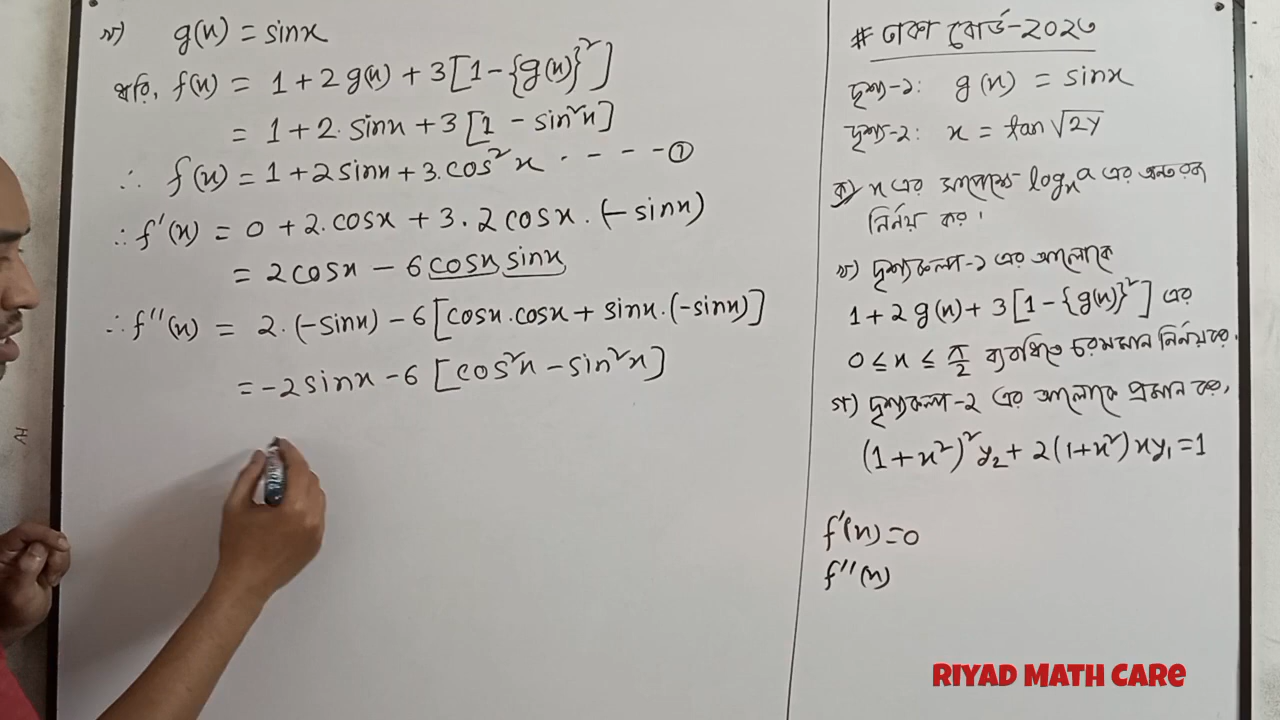 খ) g(x) = sinx
ধরি, f(x) = 1 + 2 g(x) + 3[1-{g(x)}²]
= 1 + 2. sinx + 3 [1 - sin²x]
∴ f(x) = 1 + 2 sinx + 3. cos²x - - - - - ①
∴ f'(x) = 0 + 2. cosx + 3. 2 cosx. (- sinx)
= 2 cosx - 6 cosx sinx
∴ f''(x) = 2. (-sinx) - 6 [cosx.cosx + sinx.(-sinx)]
= -2 sinx - 6 [cos²x - sin²x]
# ঢাকা বোর্ড-২০২৩
দৃশ্য-১: g(x) = sinx
দৃশ্য-২: x = tan √2y
ক) x এর সাপেক্ষে logₓa এর অন্তরজ
নির্নয় কর।
খ) দৃশ্যকল্প-১ এর আলোকে
1 + 2 g(x) + 3[1-{g(x)}²] এর
0 ≤ x ≤ π/2 ব্যবধিতে চরমমান নির্নয় কর.
গ) দৃশ্যকল্প-২ এর আলোকে প্রমান কর,
(1+x²)² y₂ + 2(1+x²) xy₁ = 1
f'(x) = 0
f''(x)
RIYAD MATH CARE